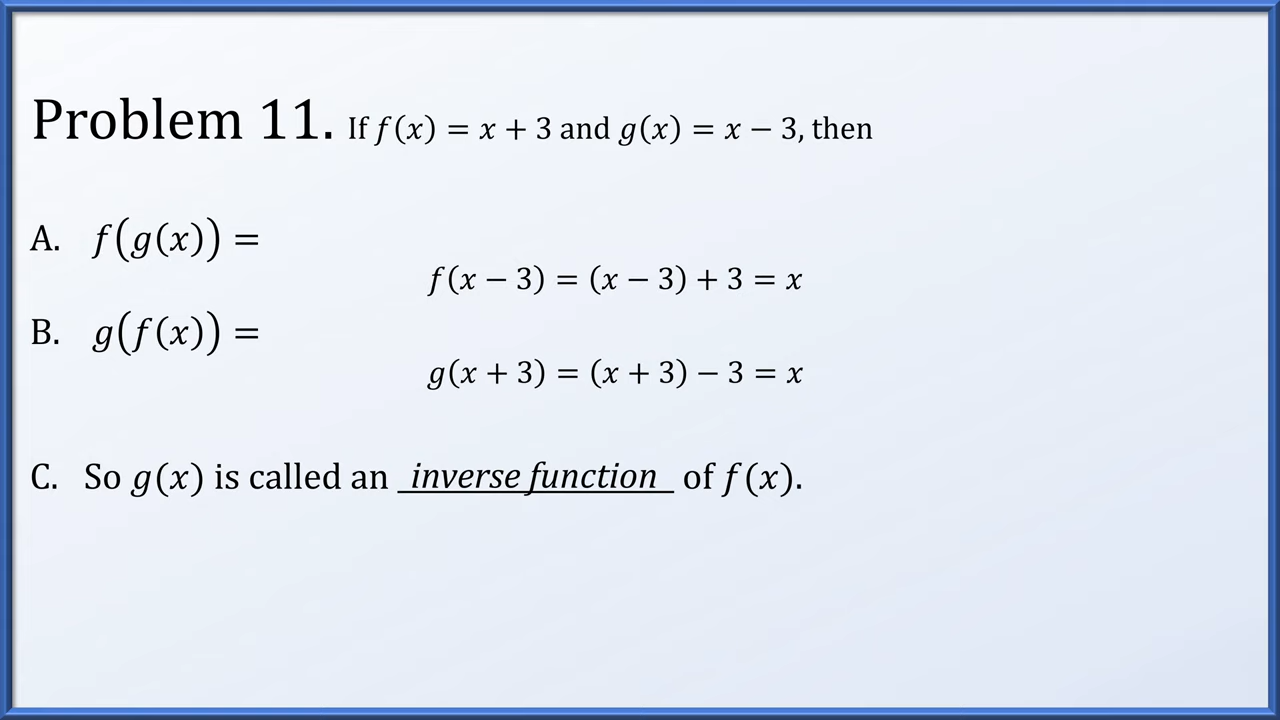 Problem 11. If f(x) = x + 3 and g(x) = x − 3, then
A. f(g(x)) =
f(x − 3) = (x − 3) + 3 = x
B. g(f(x)) =
g(x + 3) = (x + 3) − 3 = x
C. So g(x) is called an inverse function of f(x).